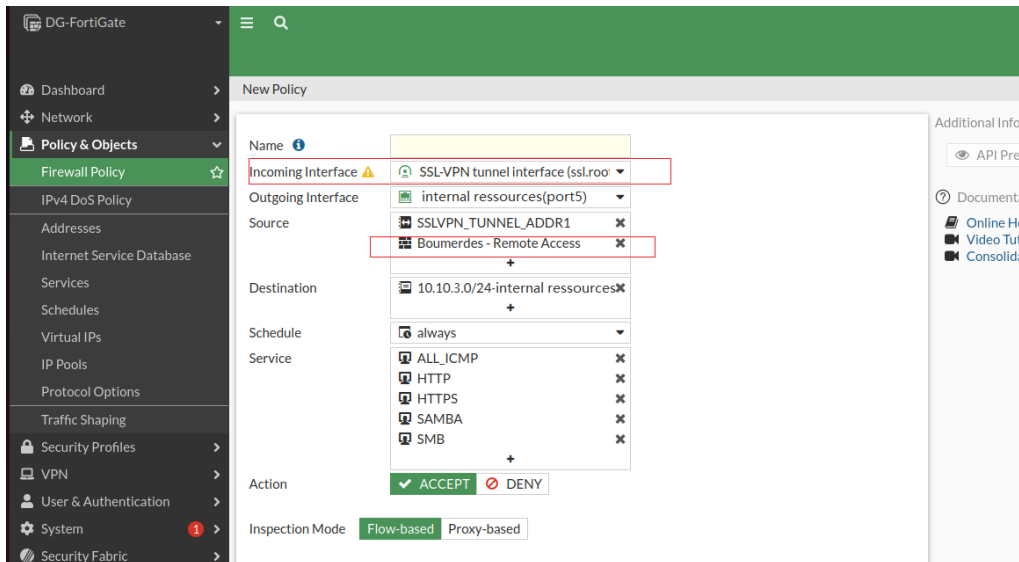 DG-FortiGate
Dashboard
Network
Policy & Objects
Firewall Policy
IPv4 DoS Policy
Addresses
Internet Service Database
Services
Schedules
Virtual IPs
IP Pools
Protocol Options
Traffic Shaping
Security Profiles
VPN
User & Authentication
System 1
Security Fabric
New Policy
Name
Incoming Interface SSL-VPN tunnel interface (ssl.roo
Outgoing Interface internal ressources(port5)
Source SSLVPN_TUNNEL_ADDR1
Boumerdes - Remote Access
+
Destination 10.10.3.0/24-internal ressources
+
Schedule always
Service ALL_ICMP
HTTP
HTTPS
SAMBA
SMB
+
Action ACCEPT DENY
Inspection Mode Flow-based Proxy-based
Additional Info
API Pre
Document
Online H
Video Tut
Consolida